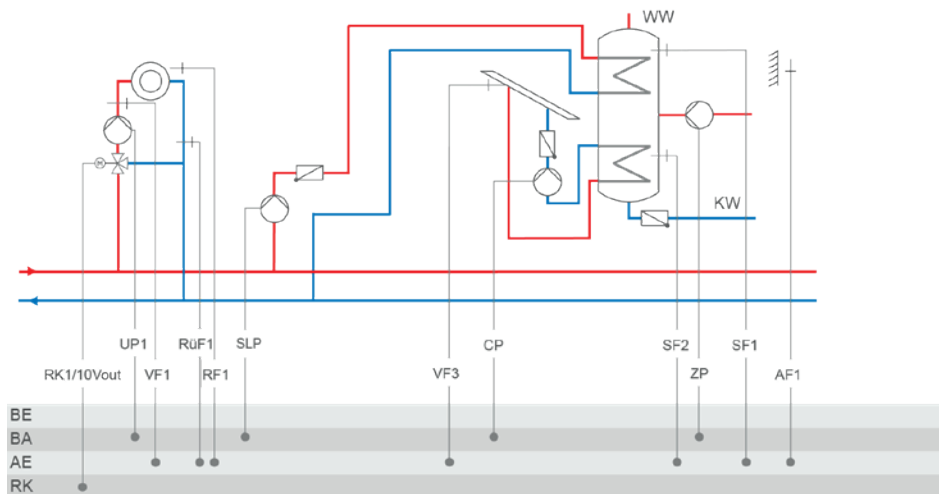 WW
KW
UP1 RüF1 SLP CP SF2 SF1
RK1/10Vout VF1 RF1 VF3 ZP AF1
BE
BA
AE
RK
M